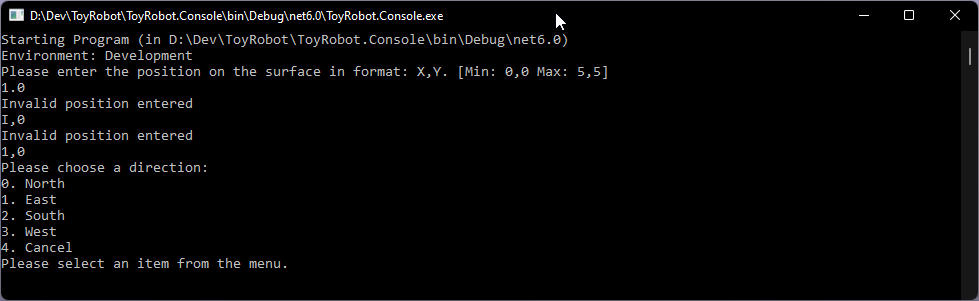 D:\Dev\ToyRobot\ToyRobot.Console\bin\Debug\net6.0\ToyRobot.Console.exe
Starting Program (in D:\Dev\ToyRobot\ToyRobot.Console\bin\Debug\net6.0)
Environment: Development
Please enter the position on the surface in format: X,Y. [Min: 0,0 Max: 5,5]
1.0
Invalid position entered
I,0
Invalid position entered
1,0
Please choose a direction:
0. North
1. East
2. South
3. West
4. Cancel
Please select an item from the menu.